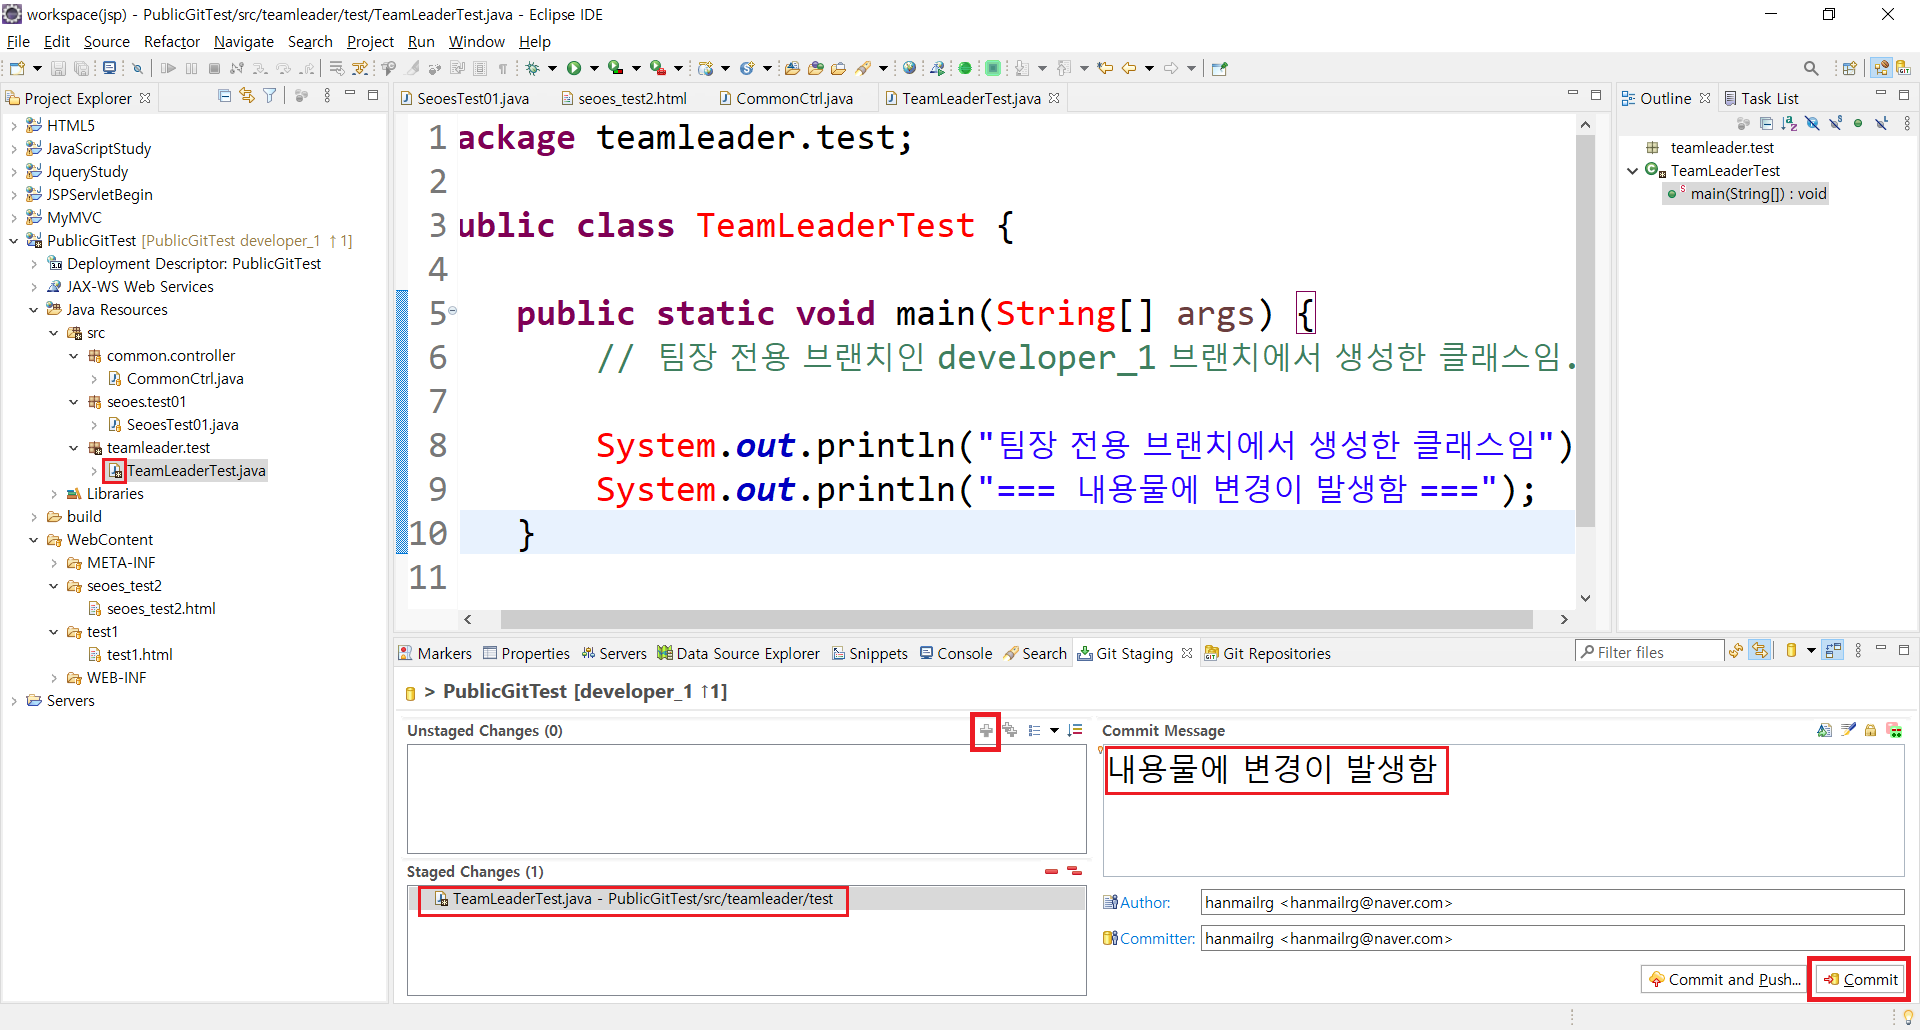 workspace(jsp) - PublicGitTest/src/teamleader/test/TeamLeaderTest.java - Eclipse IDE
File Edit Source Refactor Navigate Search Project Run Window Help
Project Explorer
HTML5
JavaScriptStudy
JqueryStudy
JSPServletBegin
MyMVC
PublicGitTest [PublicGitTest developer_1 ↑1]
Deployment Descriptor: PublicGitTest
JAX-WS Web Services
Java Resources
src
common.controller
CommonCtrl.java
seoes.test01
SeoesTest01.java
teamleader.test
TeamLeaderTest.java
Libraries
build
WebContent
META-INF
seoes_test2
seoes_test2.html
test1
test1.html
WEB-INF
Servers
SeoesTest01.java seoes_test2.html CommonCtrl.java TeamLeaderTest.java
1 ackage teamleader.test;
2
3 ublic class TeamLeaderTest {
4
5 public static void main(String[] args) {
6 // 팀장 전용 브랜치인 developer_1 브랜치에서 생성한 클래스임.
7
8 System.out.println("팀장 전용 브랜치에서 생성한 클래스임")
9 System.out.println("=== 내용물에 변경이 발생함 ===");
10 }
11
Outline Task List
teamleader.test
TeamLeaderTest
main(String[]) : void
Markers Properties Servers Data Source Explorer Snippets Console Search Git Staging Git Repositories
Filter files
> PublicGitTest [developer_1 ↑1]
Unstaged Changes (0)
Staged Changes (1)
TeamLeaderTest.java - PublicGitTest/src/teamleader/test
Commit Message
내용물에 변경이 발생함
Author: hanmailrg <hanmailrg@naver.com>
Committer: hanmailrg <hanmailrg@naver.com>
Commit and Push... Commit